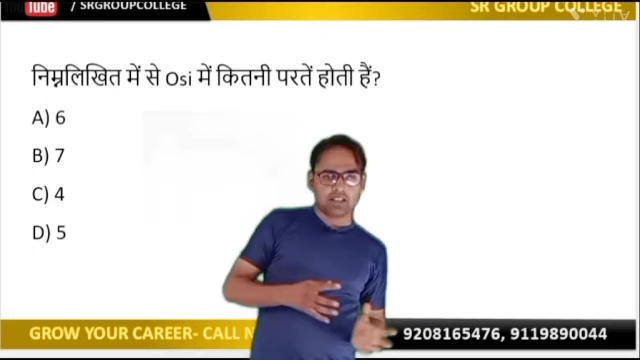 Tube / SRGROUPCOLLEGE
SR GROUP COLLEGE
निम्नलिखित में से Osi में कितनी परतें होती हैं?
A) 6
B) 7
C) 4
D) 5
GROW YOUR CAREER- CALL
9208165476, 9119890044